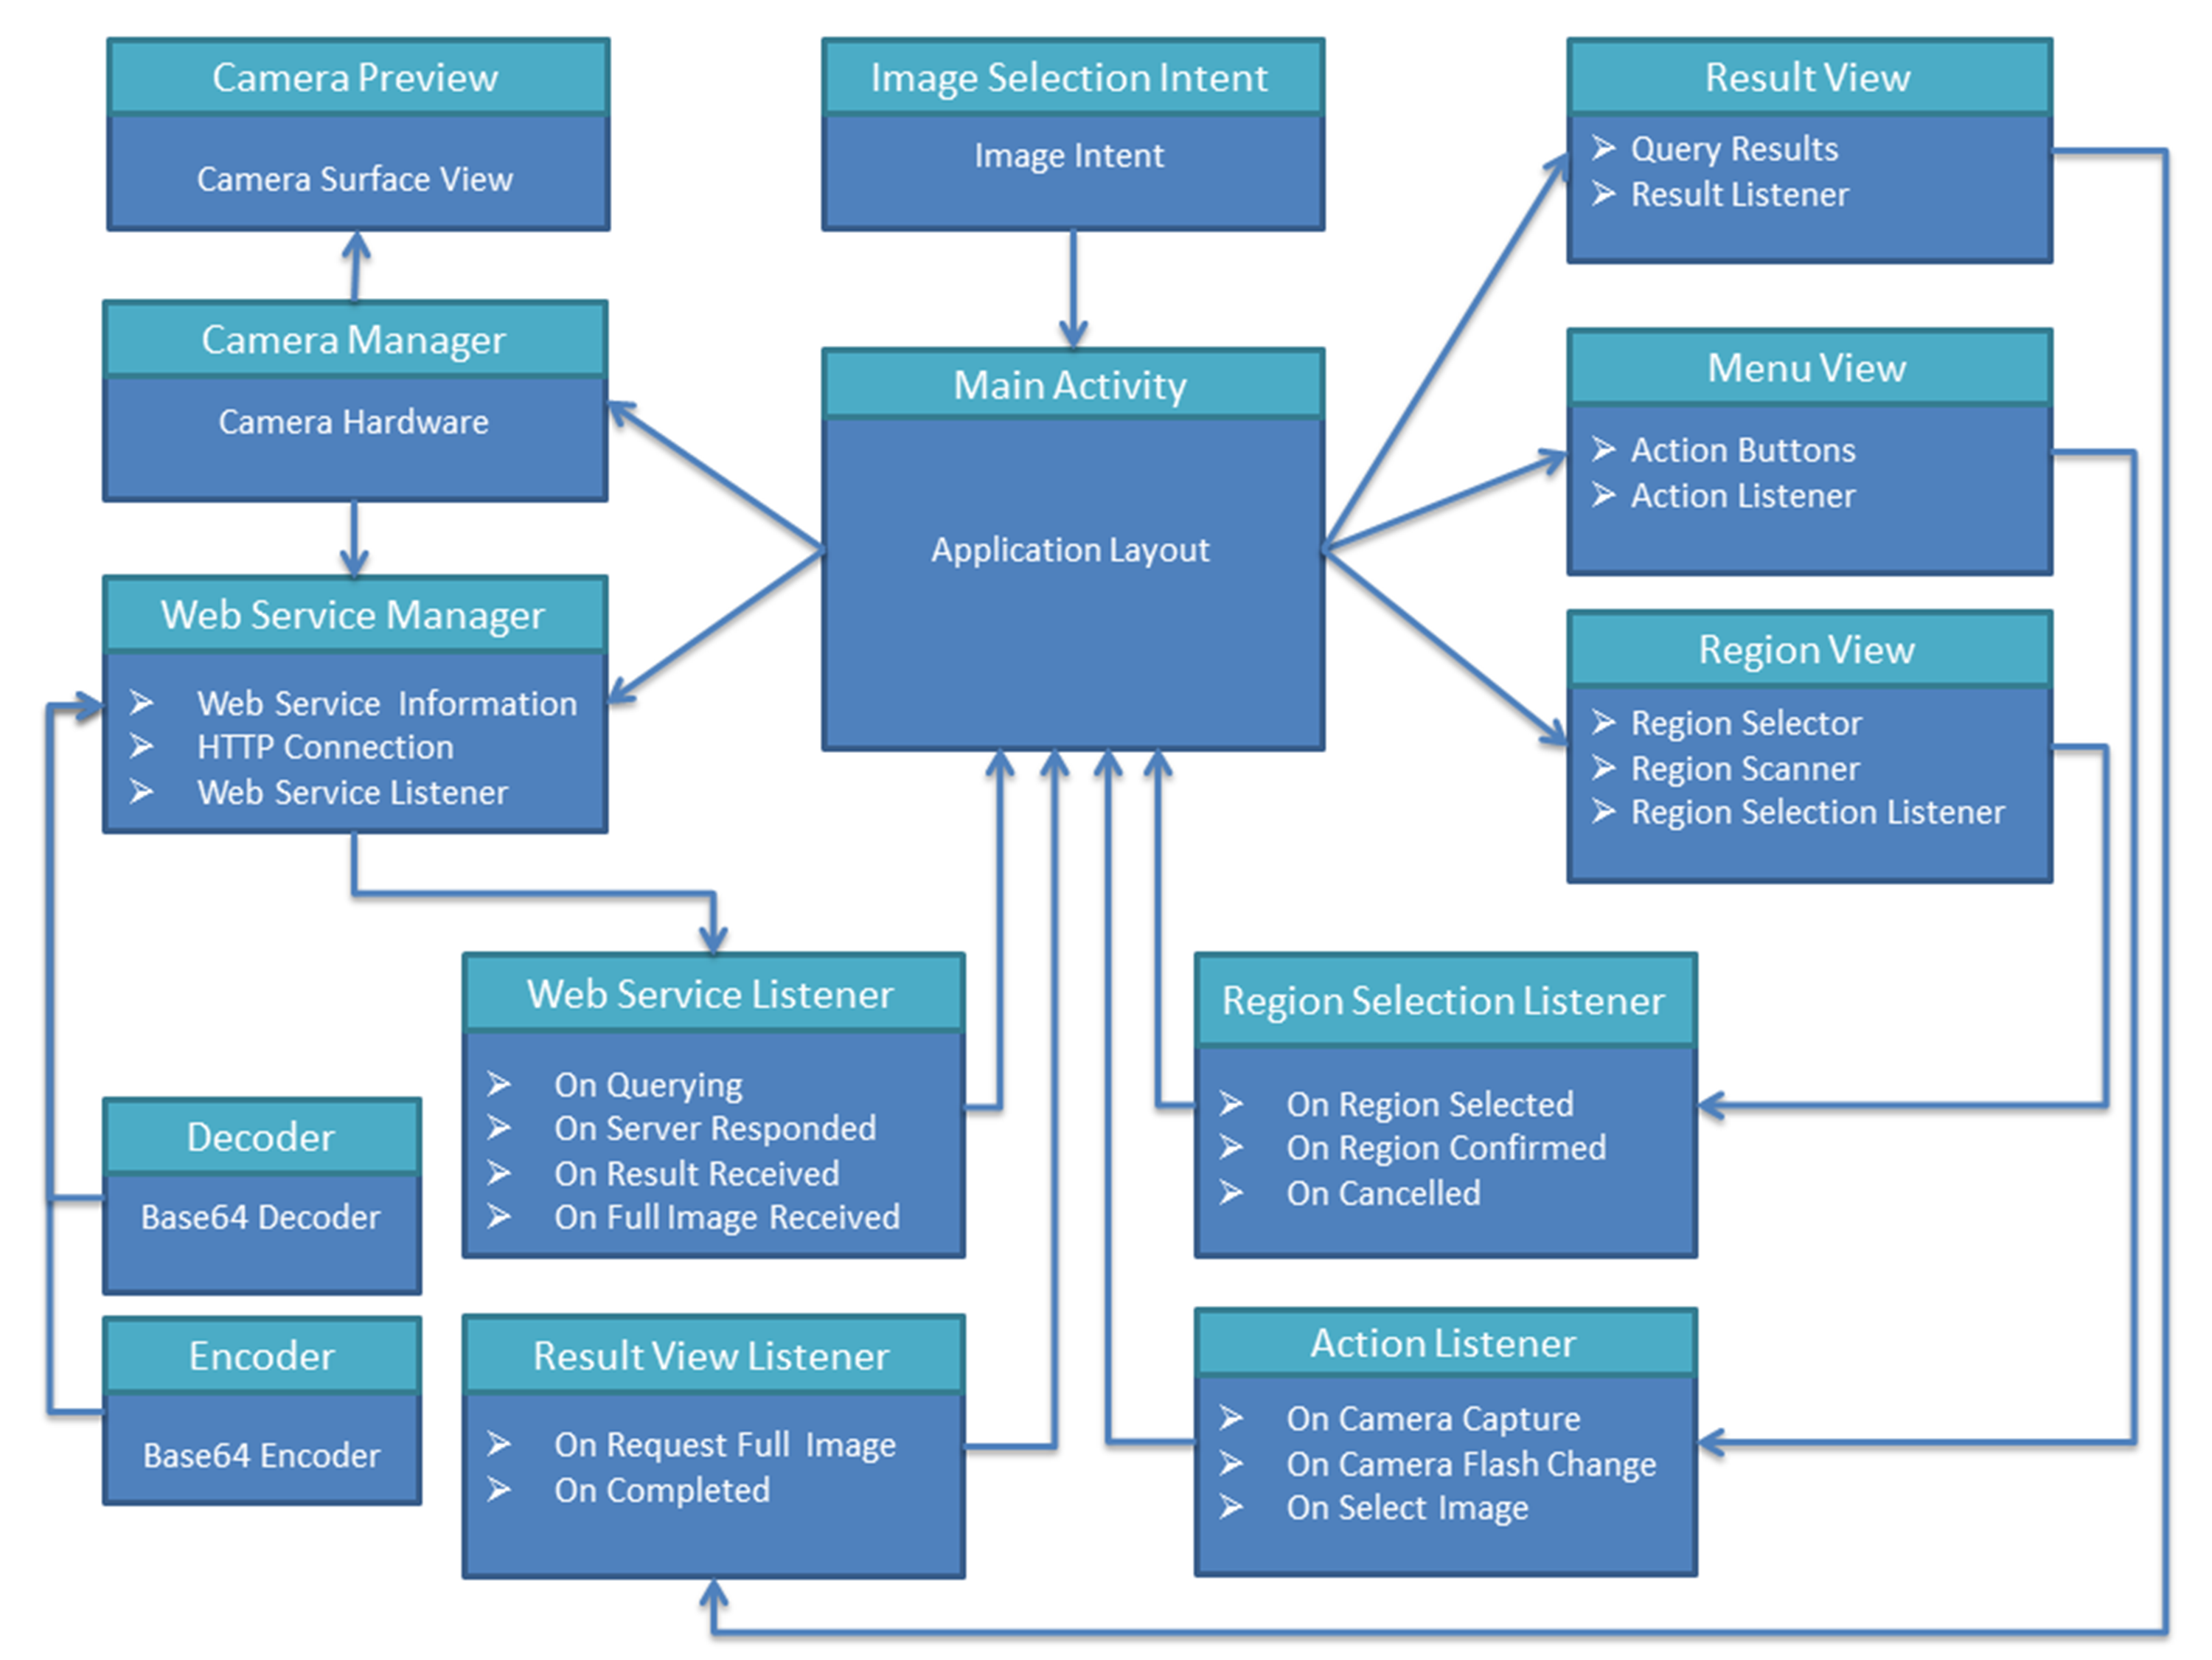 Camera Preview
Camera Surface View
Image Selection Intent
Image Intent
Result View
➢ Query Results
➢ Result Listener
Camera Manager
Camera Hardware
Main Activity
Application Layout
Menu View
➢ Action Buttons
➢ Action Listener
Web Service Manager
➢ Web Service Information
➢ HTTP Connection
➢ Web Service Listener
Region View
➢ Region Selector
➢ Region Scanner
➢ Region Selection Listener
Web Service Listener
➢ On Querying
➢ On Server Responded
➢ On Result Received
➢ On Full Image Received
Region Selection Listener
➢ On Region Selected
➢ On Region Confirmed
➢ On Cancelled
Decoder
Base64 Decoder
Encoder
Base64 Encoder
Result View Listener
➢ On Request Full Image
➢ On Completed
Action Listener
➢ On Camera Capture
➢ On Camera Flash Change
➢ On Select Image